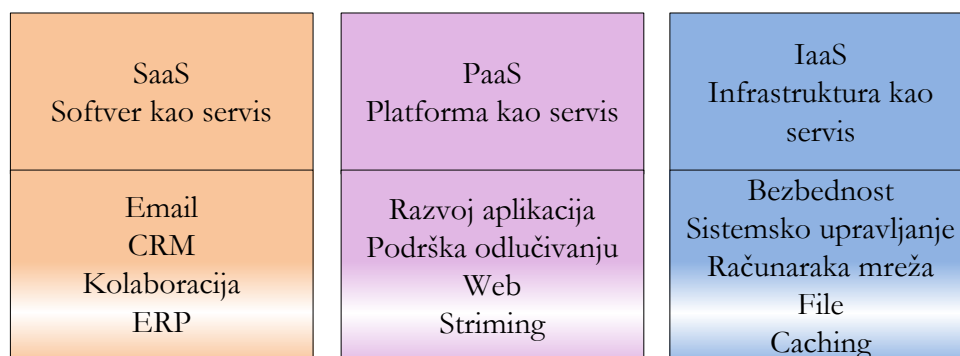 SaaS
Softver kao servis
Email
CRM
Kolaboracija
ERP
PaaS
Platforma kao servis
Razvoj aplikacija
Podrška odlučivanju
Web
Striming
IaaS
Infrastruktura kao
servis
Bezbednost
Sistemsko upravljanje
Računaraka mreža
File
Caching